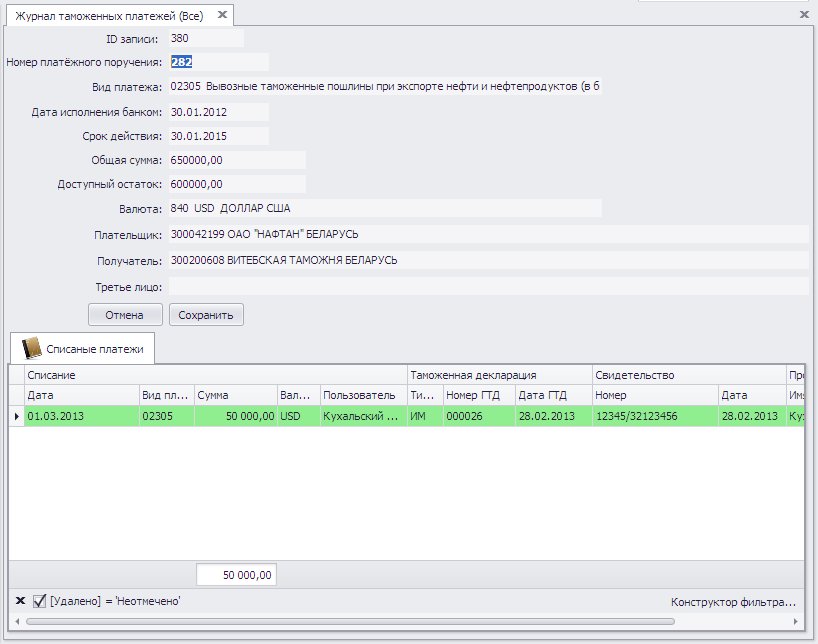 Журнал таможенных платежей (Все)
ID записи: 380
Номер платёжного поручения: 282
Вид платежа: 02305 Вывозные таможенные пошлины при экспорте нефти и нефтепродуктов (в б
Дата исполнения банком: 30.01.2012
Срок действия: 30.01.2015
Общая сумма: 650000,00
Доступный остаток: 600000,00
Валюта: 840 USD ДОЛЛАР США
Плательщик: 300042199 ОАО "НАФТАН" БЕЛАРУСЬ
Получатель: 300200608 ВИТЕБСКАЯ ТАМОЖНЯ БЕЛАРУСЬ
Третье лицо:
Отмена Сохранить
Списаные платежи
Списание Таможенная декларация Свидетельство Про
Дата Вид пл... Сумма Вал... Пользователь Ти... Номер ГТД Дата ГТД Номер Дата Имя
01.03.2013 02305 50 000,00 USD Кухальский ... ИМ 000026 28.02.2013 12345/32123456 28.02.2013 Кух
50 000,00
[Удалено] = 'Неотмечено' Конструктор фильтра...